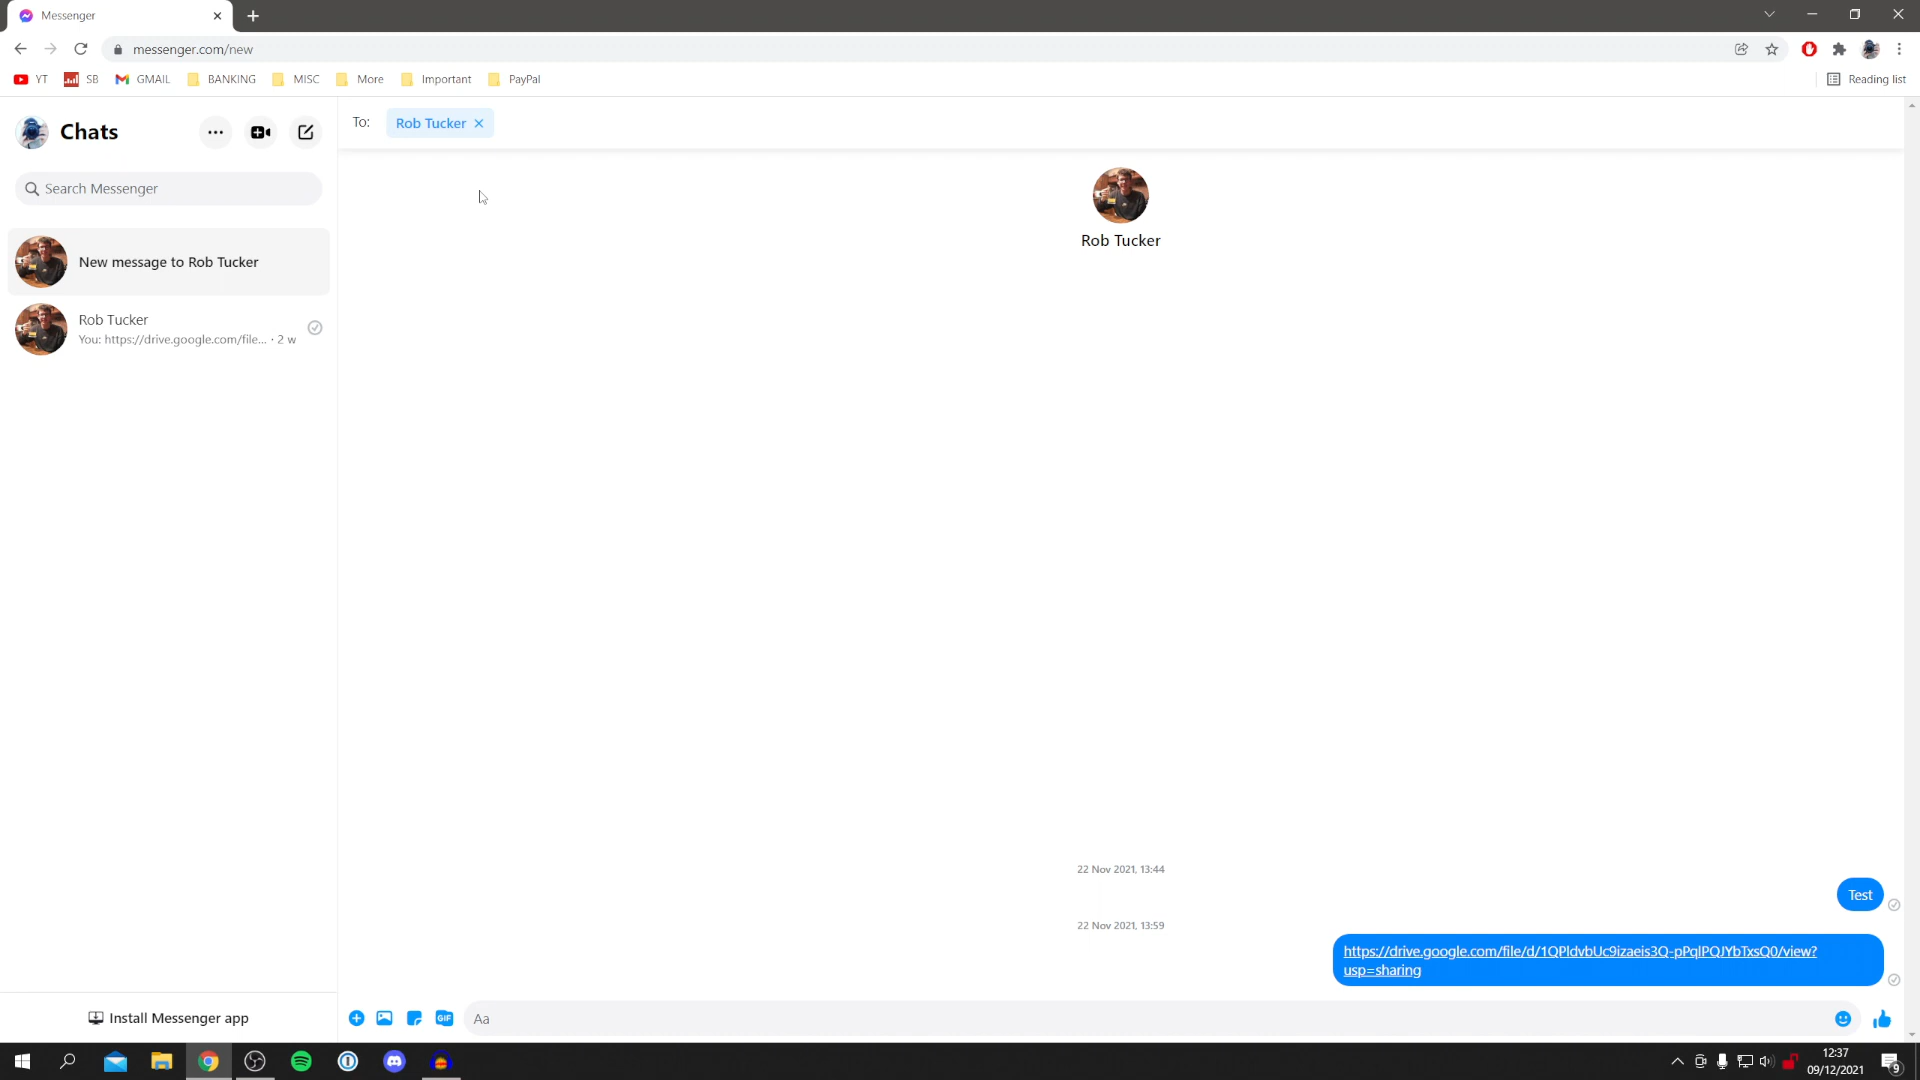 Messenger
messenger.com/new
YT
SB
GMAIL
BANKING
MISC
More
Important
PayPal
Reading list
Chats
Search Messenger
New message to Rob Tucker
Rob Tucker
You: https://drive.google.com/file... · 2 w
Install Messenger app
To: Rob Tucker
Rob Tucker
22 Nov 2021, 13:44
Test
22 Nov 2021, 13:59
https://drive.google.com/file/d/1QPldvbUc9izaeis3Q-pPqlPQJYbTxsQ0/view?
usp=sharing
GIF
Aa
12:37
09/12/2021
9